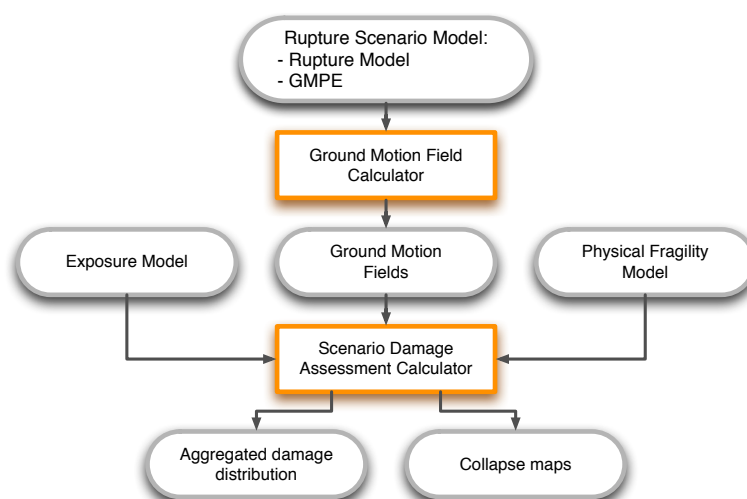 Rupture Scenario Model:
- Rupture Model
- GMPE
Ground Motion Field
Calculator
Exposure Model
Ground Motion
Fields
Physical Fragility
Model
Scenario Damage
Assessment Calculator
Aggregated damage
distribution
Collapse maps